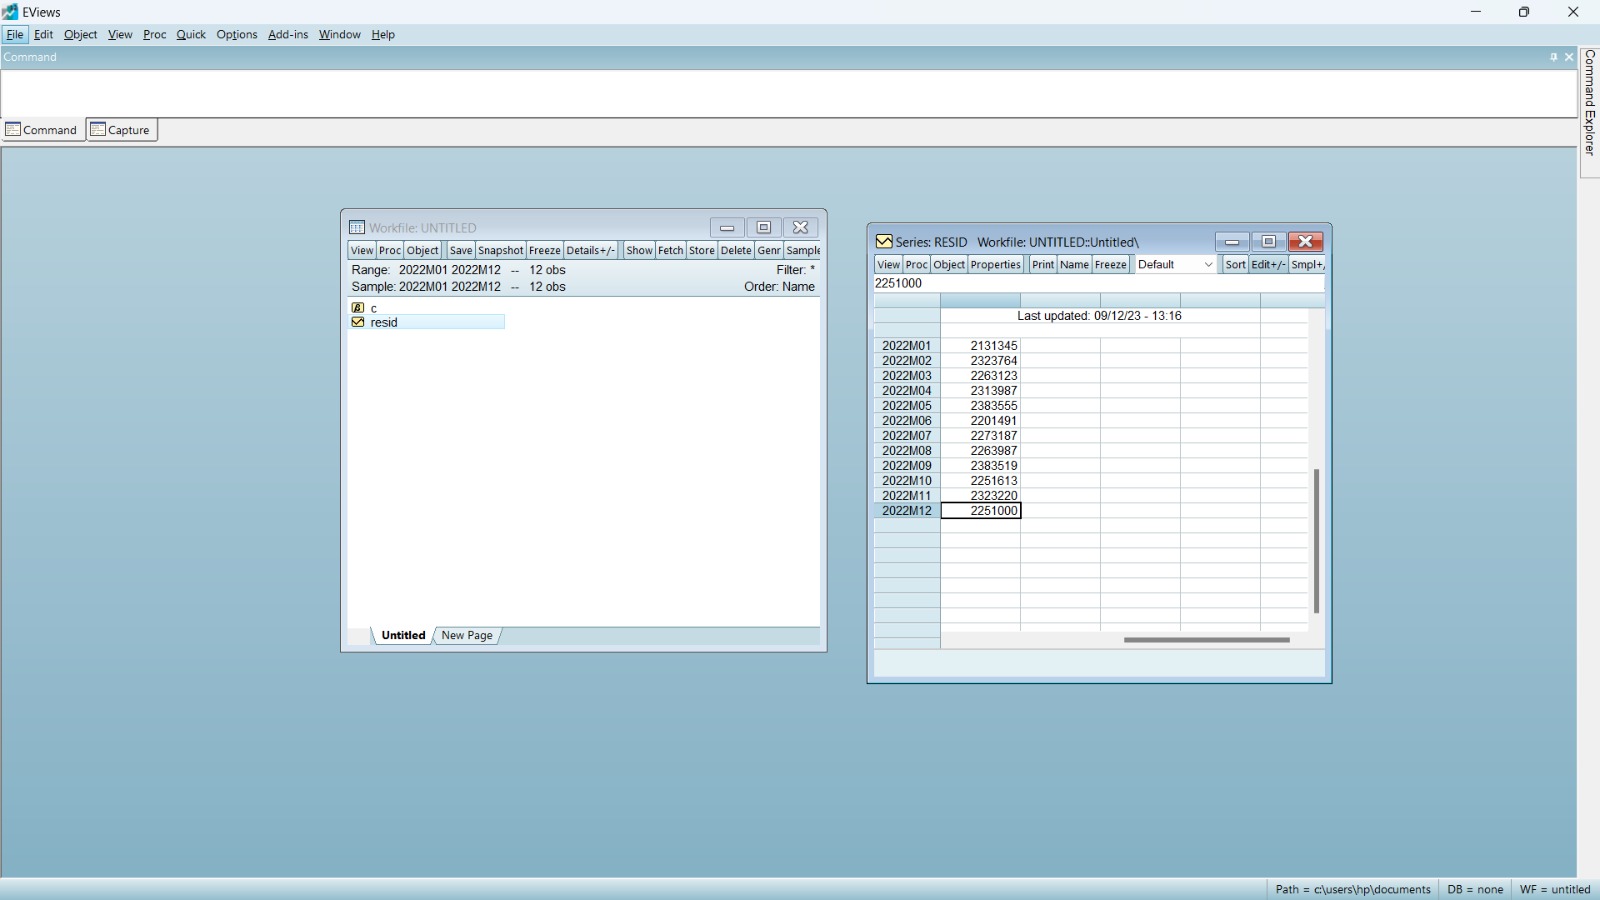 EViews
File Edit Object View Proc Quick Options Add-ins Window Help
Command
Command Capture
Command Explorer
Workfile: UNTITLED
View Proc Object Save Snapshot Freeze Details+/- Show Fetch Store Delete Genr Sample
Range: 2022M01 2022M12 -- 12 obs Filter: *
Sample: 2022M01 2022M12 -- 12 obs Order: Name
β c
resid
Untitled New Page
Series: RESID Workfile: UNTITLED::Untitled\
View Proc Object Properties Print Name Freeze Default Sort Edit+/- Smpl+/
2251000
Last updated: 09/12/23 - 13:16
2022M01 2131345
2022M02 2323764
2022M03 2263123
2022M04 2313987
2022M05 2383555
2022M06 2201491
2022M07 2273187
2022M08 2263987
2022M09 2383519
2022M10 2251613
2022M11 2323220
2022M12 2251000
Path = c:\users\hp\documents DB = none WF = untitled